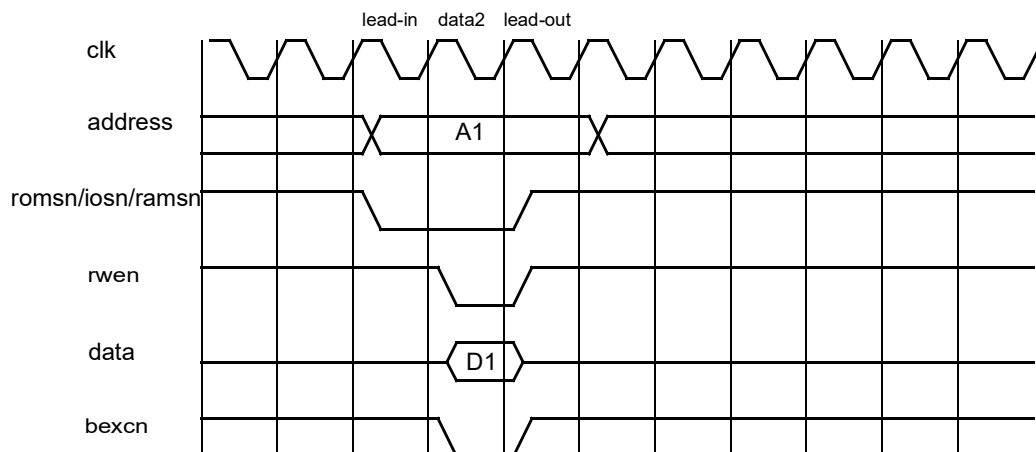 lead-in data2 lead-out
clk
address
A1
romsn/iosn/ramsn
rwen
data
D1
bexcn